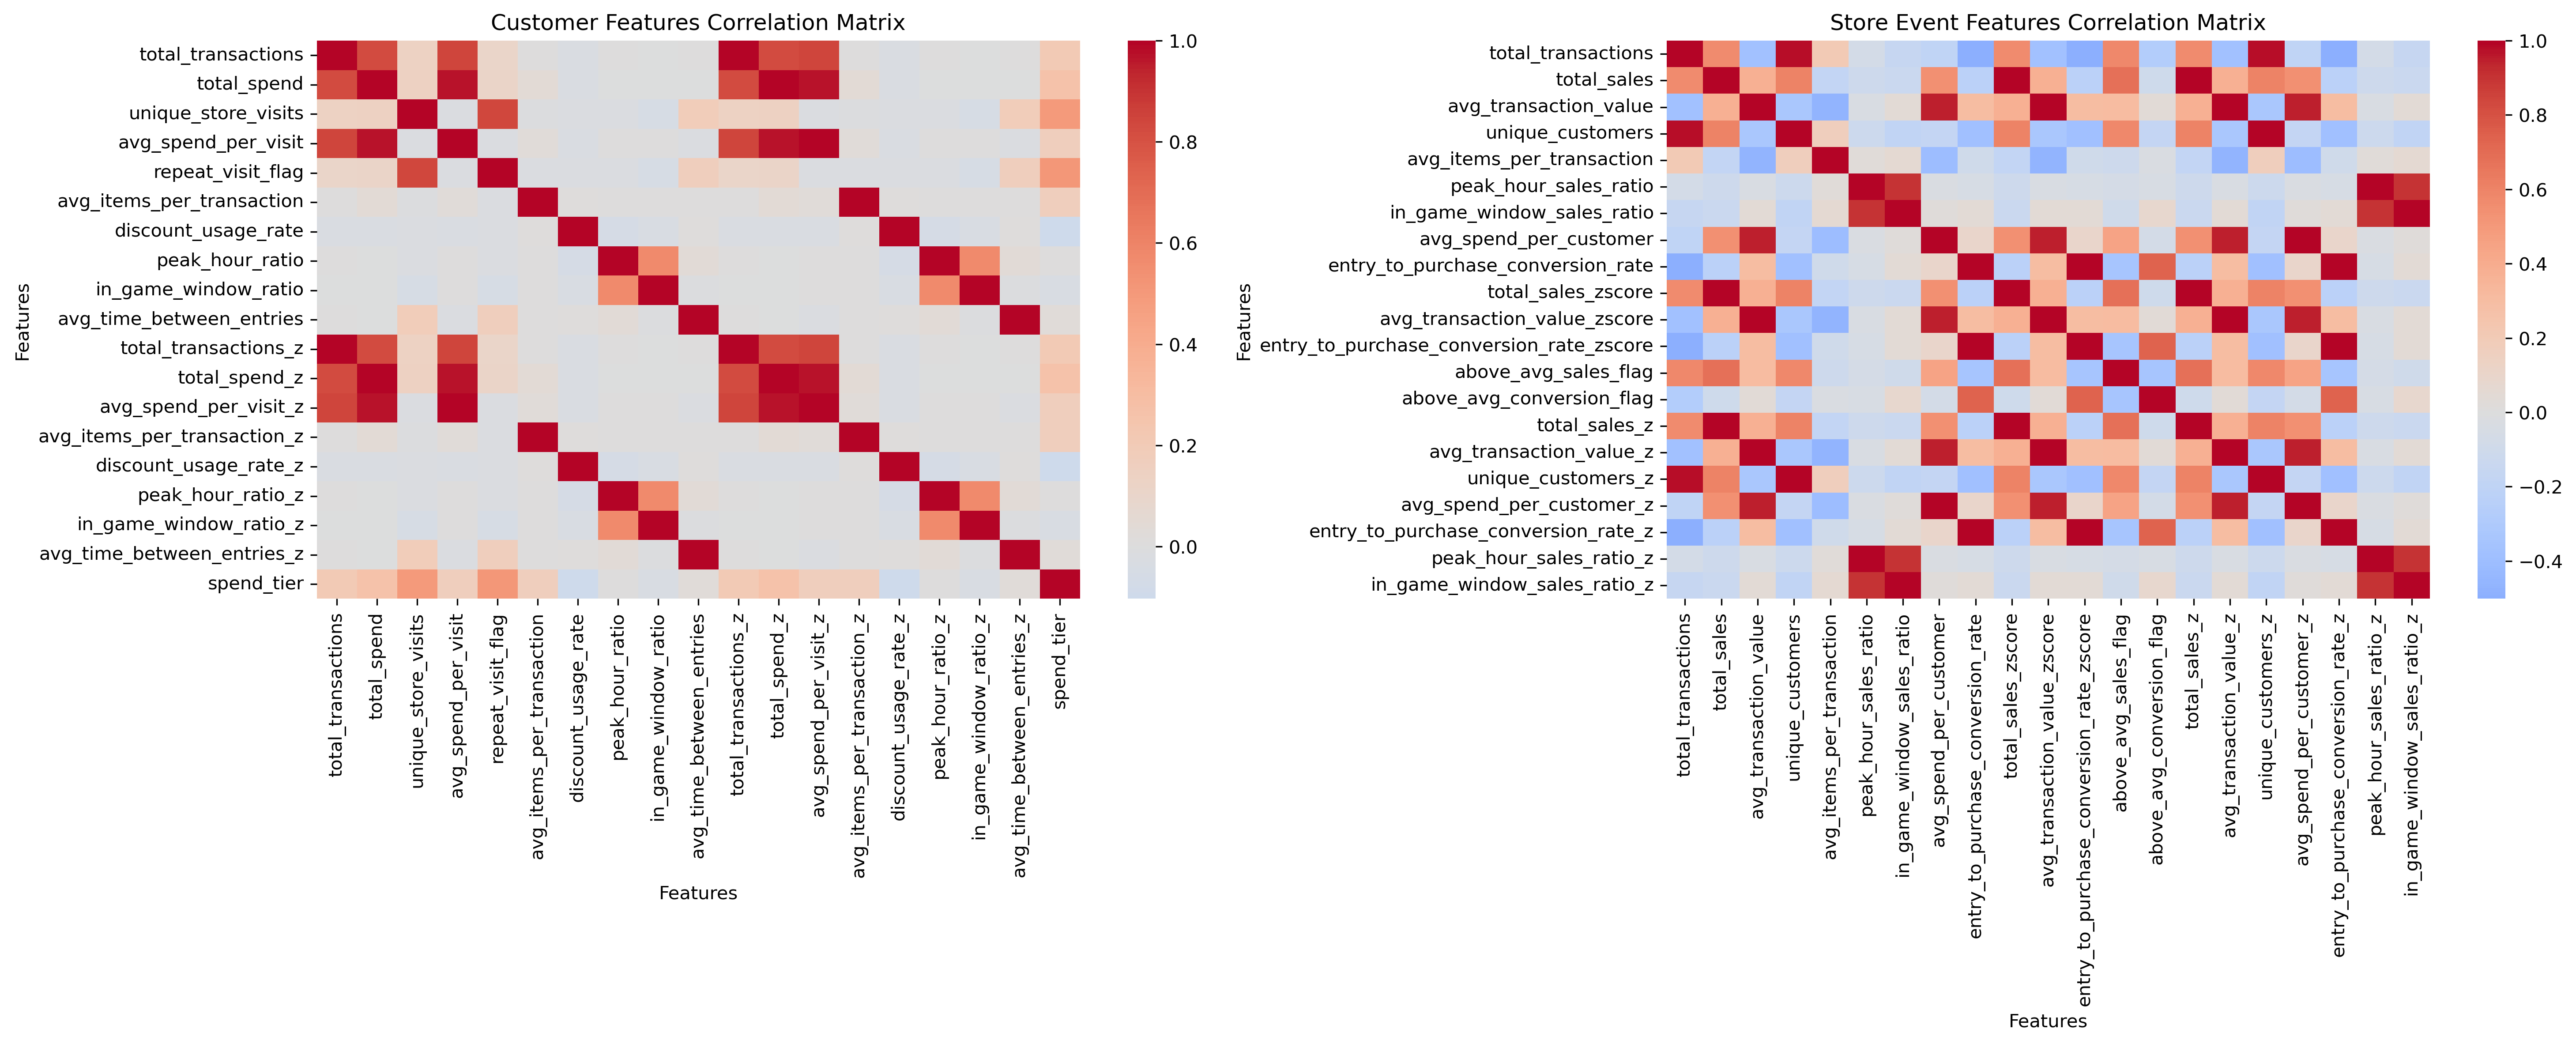 Customer Features Correlation Matrix
Features
total_transactions
total_spend
unique_store_visits
avg_spend_per_visit
repeat_visit_flag
avg_items_per_transaction
discount_usage_rate
peak_hour_ratio
in_game_window_ratio
avg_time_between_entries
total_transactions_z
total_spend_z
avg_spend_per_visit_z
avg_items_per_transaction_z
discount_usage_rate_z
peak_hour_ratio_z
in_game_window_ratio_z
avg_time_between_entries_z
spend_tier
total_transactions
total_spend
unique_store_visits
avg_spend_per_visit
repeat_visit_flag
avg_items_per_transaction
discount_usage_rate
peak_hour_ratio
in_game_window_ratio
avg_time_between_entries
total_transactions_z
total_spend_z
avg_spend_per_visit_z
avg_items_per_transaction_z
discount_usage_rate_z
peak_hour_ratio_z
in_game_window_ratio_z
avg_time_between_entries_z
spend_tier
Features
1.0
0.8
0.6
0.4
0.2
0.0
Store Event Features Correlation Matrix
Features
total_transactions
total_sales
avg_transaction_value
unique_customers
avg_items_per_transaction
peak_hour_sales_ratio
in_game_window_sales_ratio
avg_spend_per_customer
entry_to_purchase_conversion_rate
total_sales_zscore
avg_transaction_value_zscore
entry_to_purchase_conversion_rate_zscore
above_avg_sales_flag
above_avg_conversion_flag
total_sales_z
avg_transaction_value_z
unique_customers_z
avg_spend_per_customer_z
entry_to_purchase_conversion_rate_z
peak_hour_sales_ratio_z
in_game_window_sales_ratio_z
total_transactions
total_sales
avg_transaction_value
unique_customers
avg_items_per_transaction
peak_hour_sales_ratio
in_game_window_sales_ratio
avg_spend_per_customer
entry_to_purchase_conversion_rate
total_sales_zscore
avg_transaction_value_zscore
entry_to_purchase_conversion_rate_zscore
above_avg_sales_flag
above_avg_conversion_flag
total_sales_z
avg_transaction_value_z
unique_customers_z
avg_spend_per_customer_z
entry_to_purchase_conversion_rate_z
peak_hour_sales_ratio_z
in_game_window_sales_ratio_z
Features
1.0
0.8
0.6
0.4
0.2
0.0
−0.2
−0.4